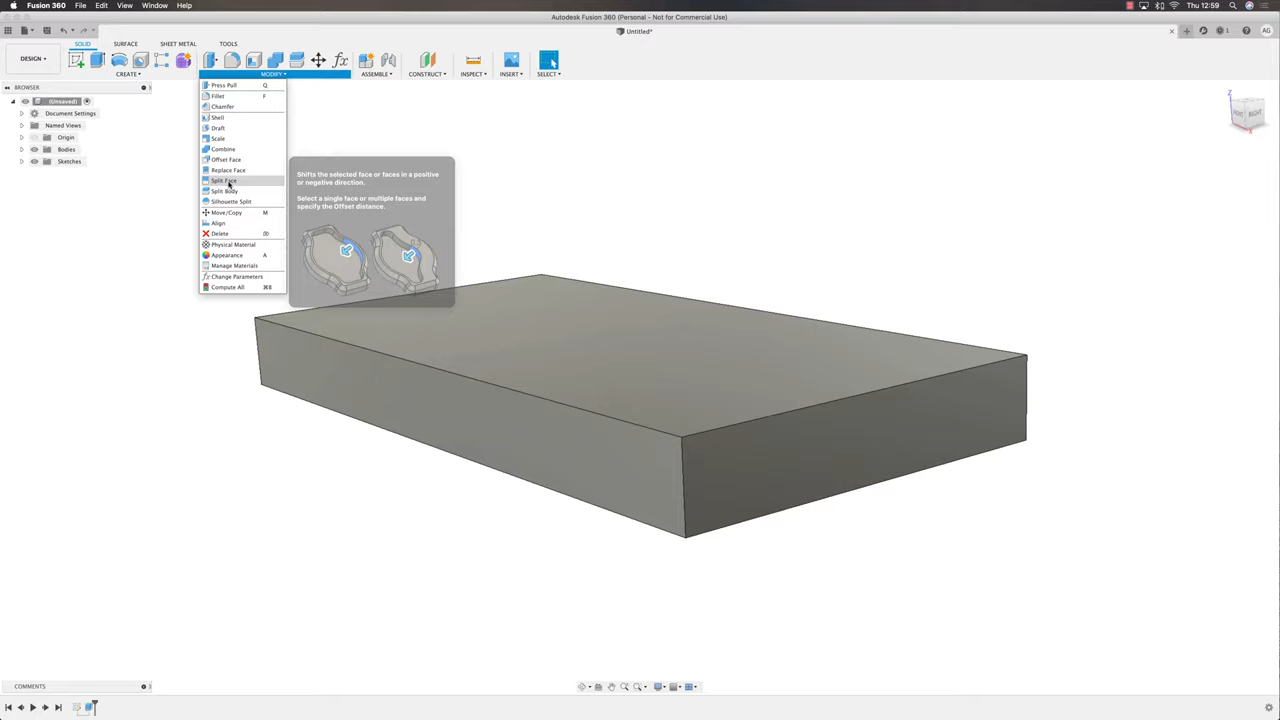 Fusion 360 File Edit View Window Help
Thu 12:59
Autodesk Fusion 360 (Personal - Not for Commercial Use)
Untitled*
1
AG
DESIGN
SOLID SURFACE SHEET METAL TOOLS
CREATE MODIFY ASSEMBLE CONSTRUCT INSPECT INSERT SELECT
BROWSER
(Unsaved)
Document Settings
Named Views
Origin
Bodies
Sketches
Press Pull Q
Fillet F
Chamfer
Shell
Draft
Scale
Combine
Offset Face
Replace Face
Split Face
Split Body
Silhouette Split
Move/Copy M
Align
Delete
Physical Material
Appearance A
Manage Materials
Change Parameters
Compute All ⌘B
Shifts the selected face or faces in a positive
or negative direction.
Select a single face or multiple faces and
specify the Offset distance.
Z
RIGHT
X
COMMENTS